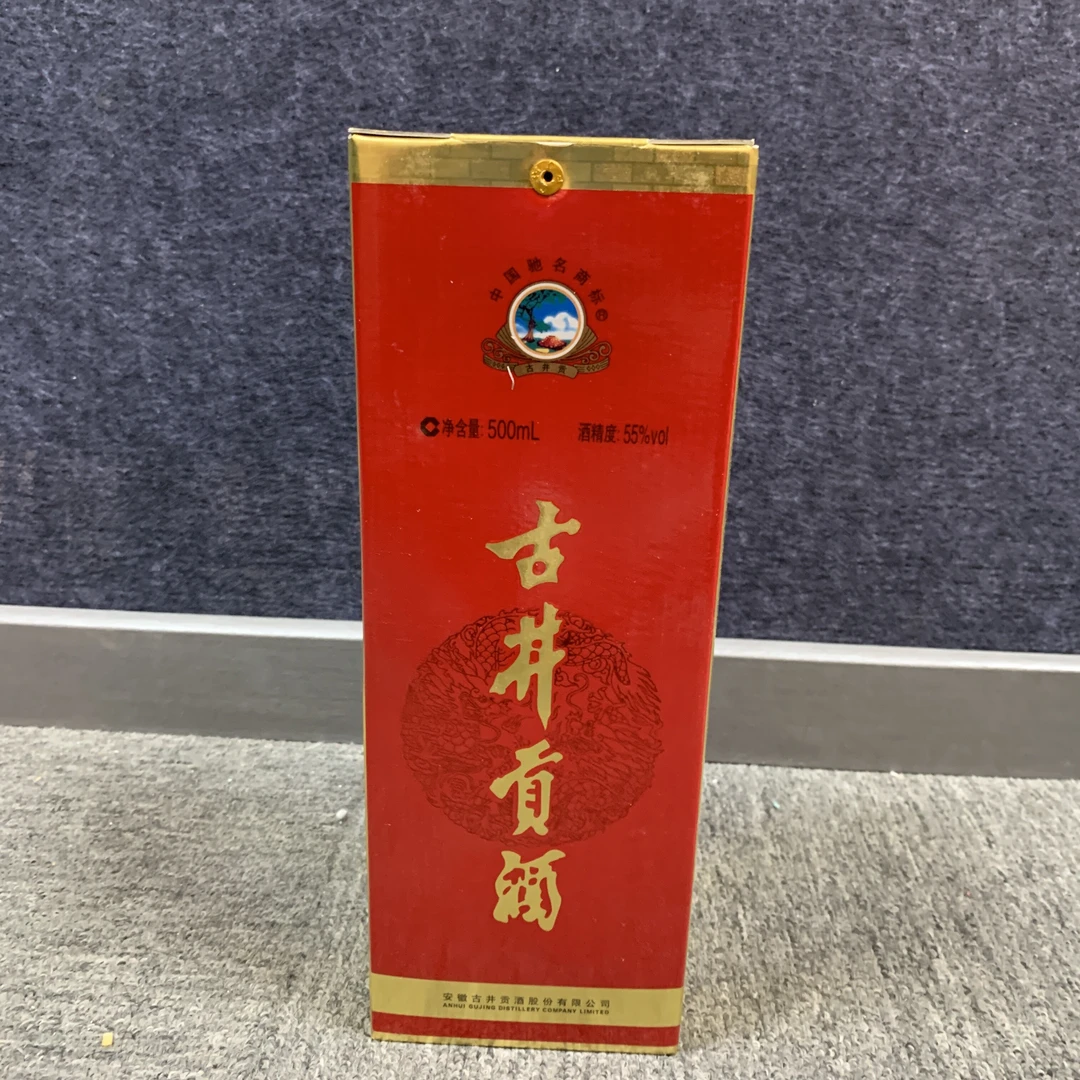 中国驰名商标
古井贡
净含量: 500mL 酒精度: 55%vol
古井贡酒
安徽古井贡酒股份有限公司
ANHUI GUJING DISTILLERY COMPANY LIMITED